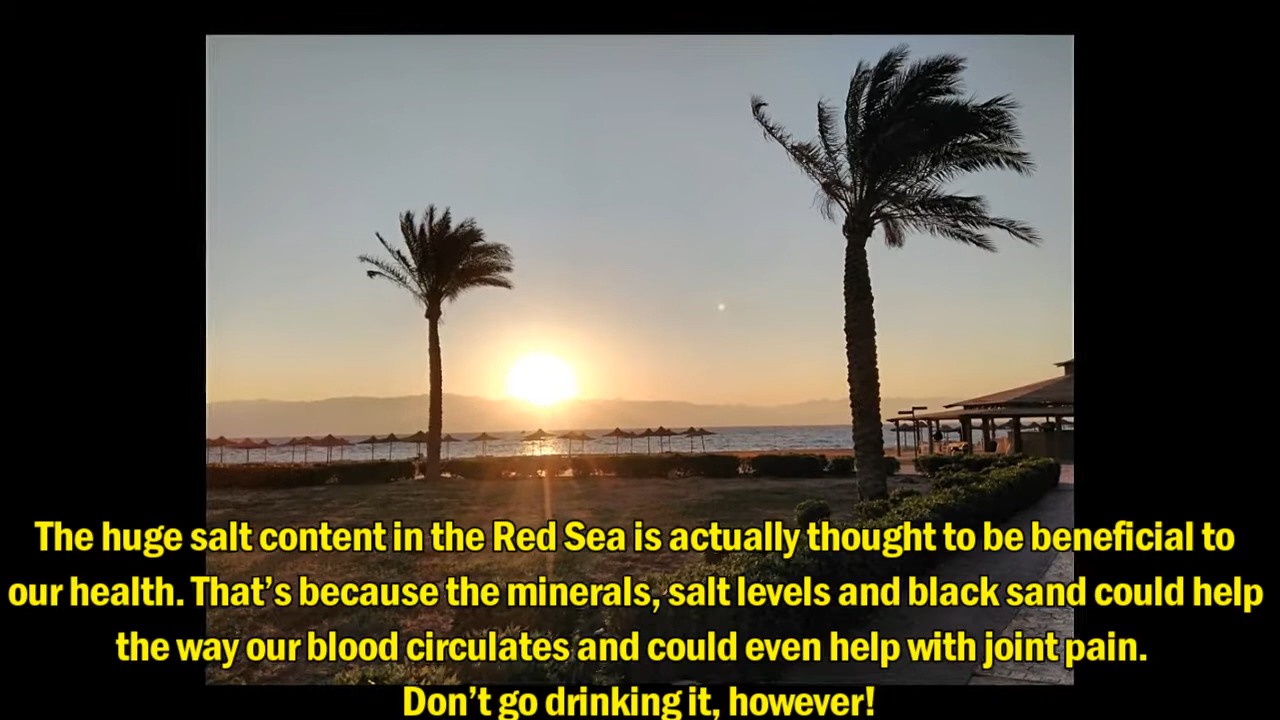 The huge salt content in the Red Sea is actually thought to be beneficial to
our health. That’s because the minerals, salt levels and black sand could help
the way our blood circulates and could even help with joint pain.
Don’t go drinking it, however!